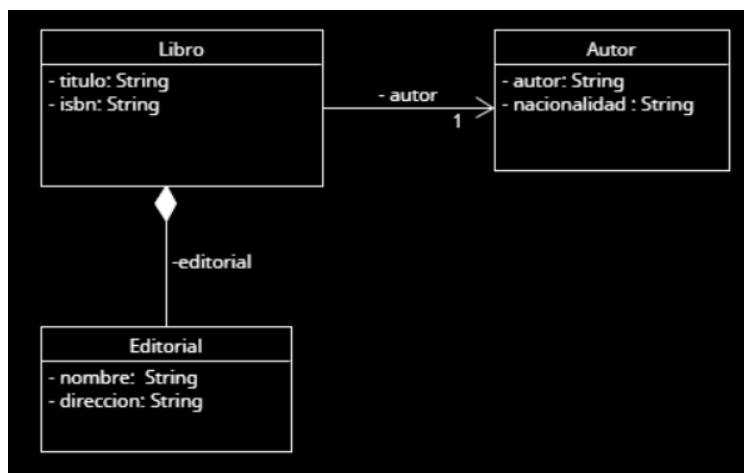 Libro
- titulo: String
- isbn: String
- autor
1
Autor
- autor: String
- nacionalidad : String
-editorial
Editorial
- nombre: String
- direccion: String